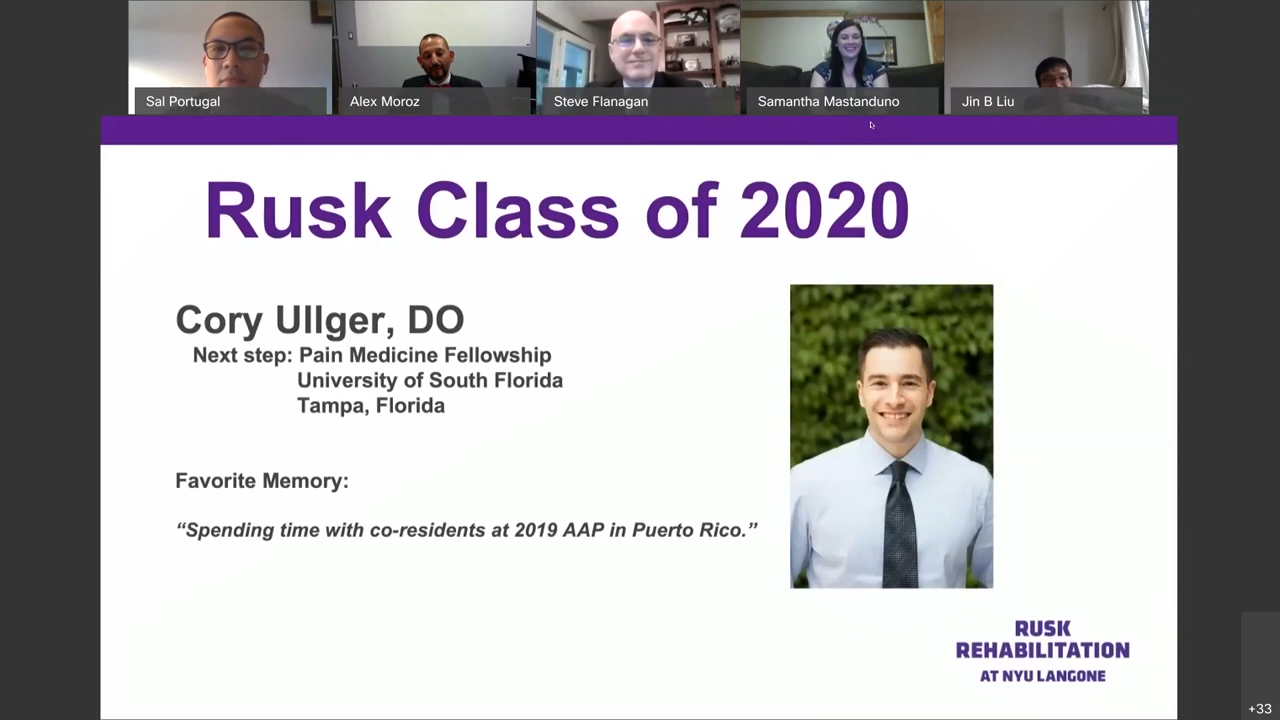 Sal Portugal
Alex Moroz
Steve Flanagan
Samantha Mastanduno
Jin B Liu
Rusk Class of 2020
Cory Ullger, DO
Next step: Pain Medicine Fellowship
University of South Florida
Tampa, Florida
Favorite Memory:
“Spending time with co-residents at 2019 AAP in Puerto Rico.”
RUSK
REHABILITATION
AT NYU LANGONE
+33